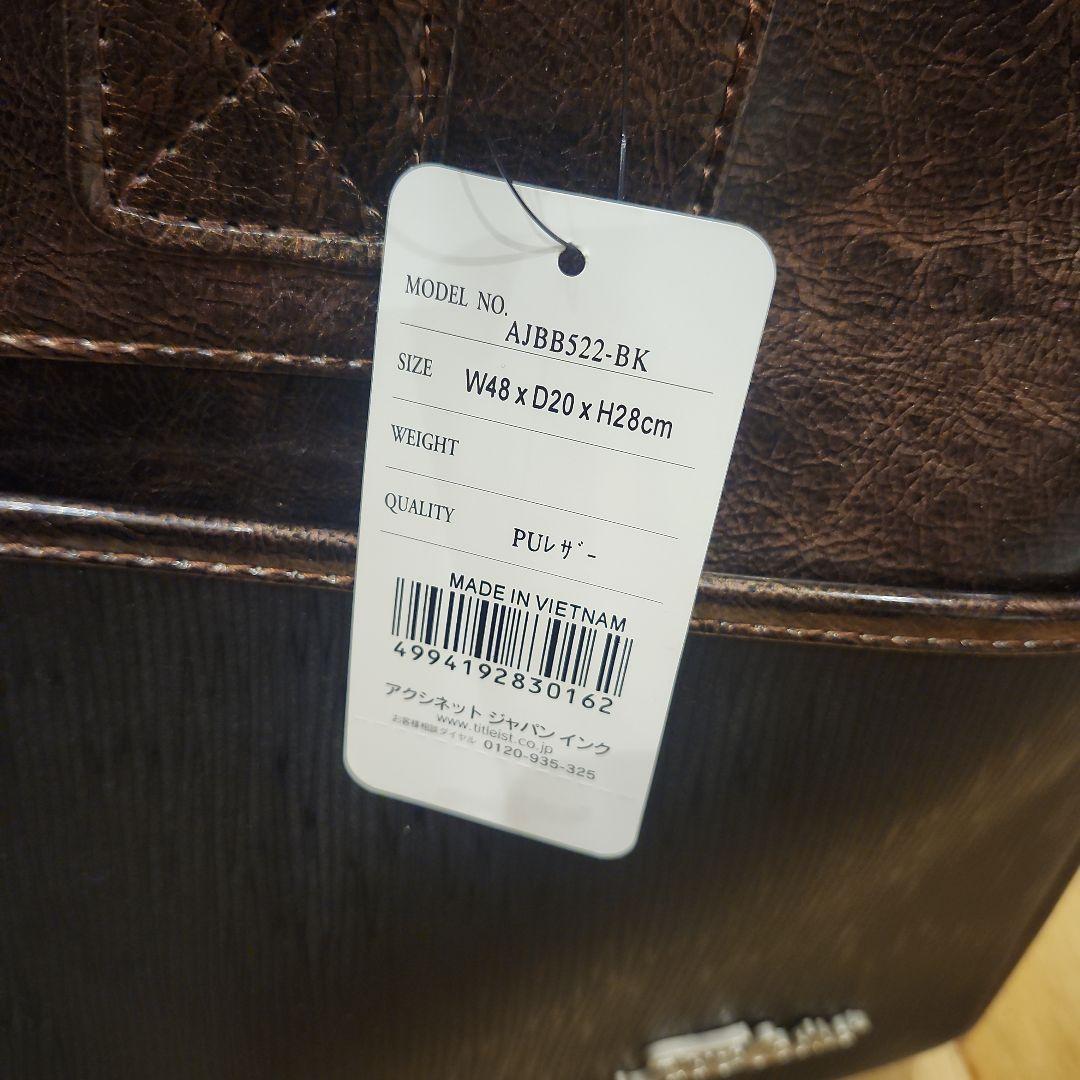 MODEL NO.
AJBB522-BK
SIZE W48 x D20 x H28cm
WEIGHT
QUALITY
PUﾚｻﾞｰ
MADE IN VIETNAM
4994192830162
アクシネット ジャパン インク
www.titleist.co.jp
お客様相談ダイヤル 0120-935-325